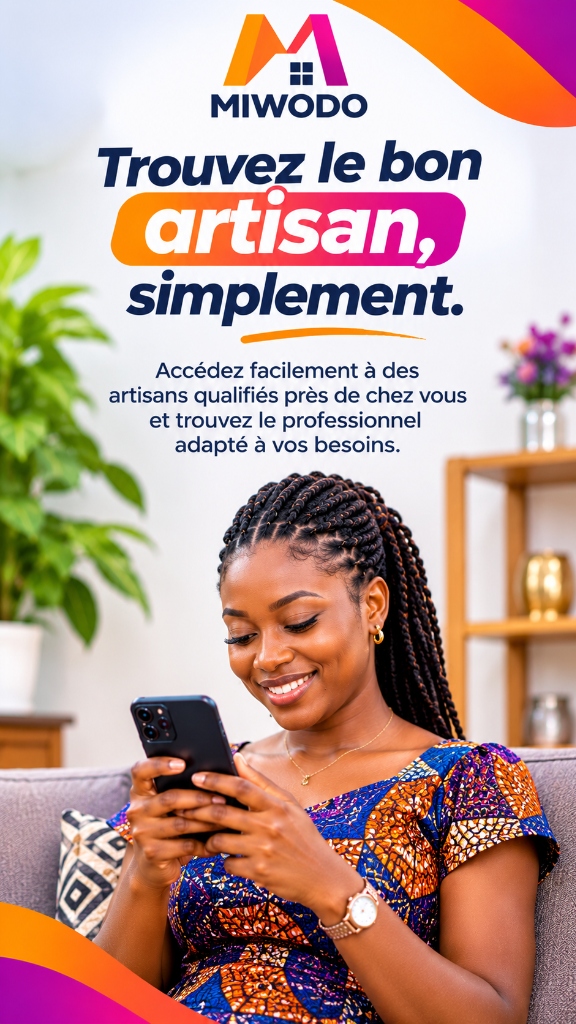 MIWODO
Trouvez le bon
artisan,
simplement.
Accédez facilement à des
artisans qualifiés près de chez vous
et trouvez le professionnel
adapté à vos besoins.